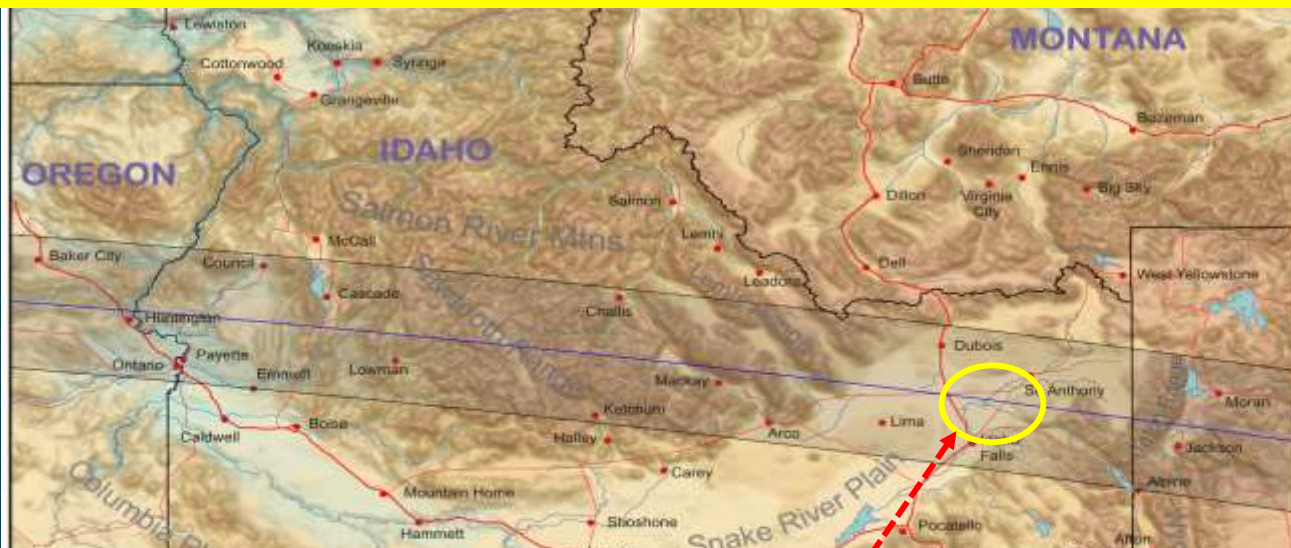 Lewiston
MONTANA
Kooskia
Cottonwood
Syringa
Butte
Grangeville
Bozeman
IDAHO
Sheridan
OREGON
Ennis
Virginia
City
Big Sky
Dillon
Salmon
Salmon River Mtns
McCall
Lemhi
Baker City
Council
Dell
Leadore
West Yellowstone
Cascade
Challis
Huntington
Dubois
Payette
Ontario
Lowman
Emmett
Mackay
St. Anthony
Moran
Ketchum
Caldwell
Boise
Arco
Lima
Hailey
Falls
Jackson
Carey
Snake River Plain
Alpine
Mountain Home
Columbia
Hammett
Shoshone
Pocatello
Afton